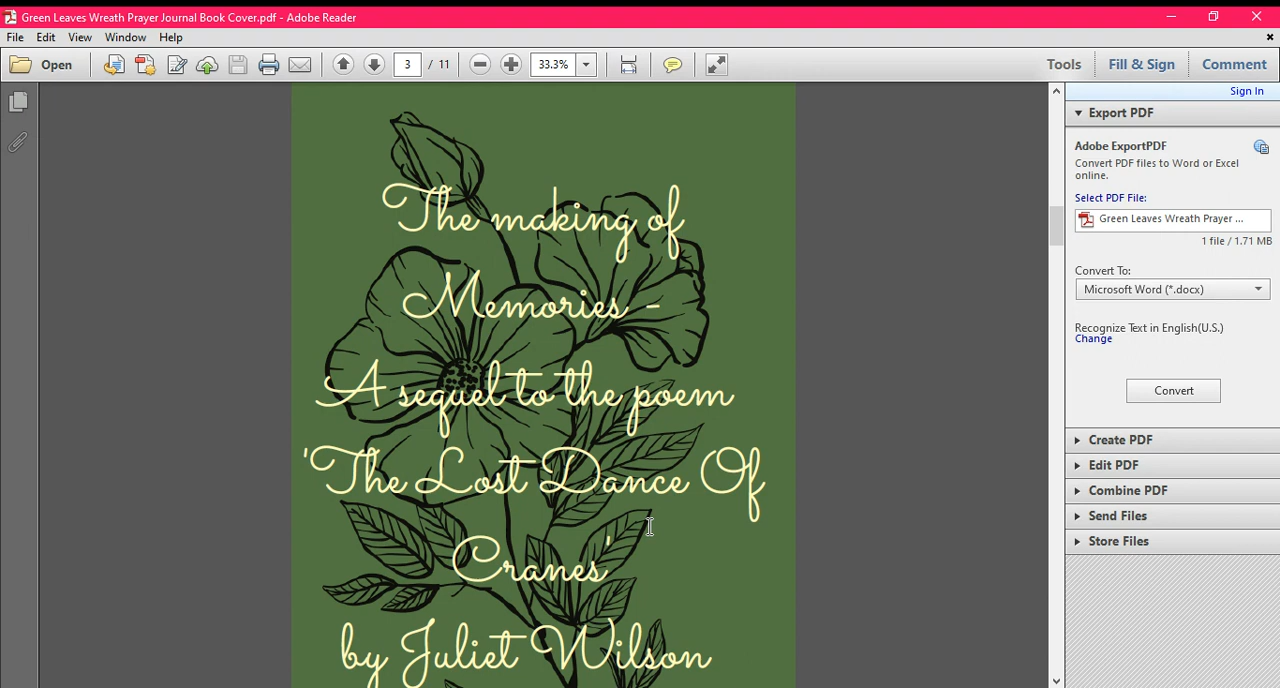 Green Leaves Wreath Prayer Journal Book Cover.pdf - Adobe Reader
File Edit View Window Help
Open 3 / 11 33.3% Tools Fill & Sign Comment
Sign In
Export PDF
Adobe ExportPDF
Convert PDF files to Word or Excel
online.
Select PDF File:
Green Leaves Wreath Prayer ...
1 file / 1.71 MB
Convert To:
Microsoft Word (*.docx)
Recognize Text in English(U.S.)
Change
Convert
Create PDF
Edit PDF
Combine PDF
Send Files
Store Files
The making of
Memories -
A sequel to the poem
'The Lost Dance Of
Cranes'
by Juliet Wilson